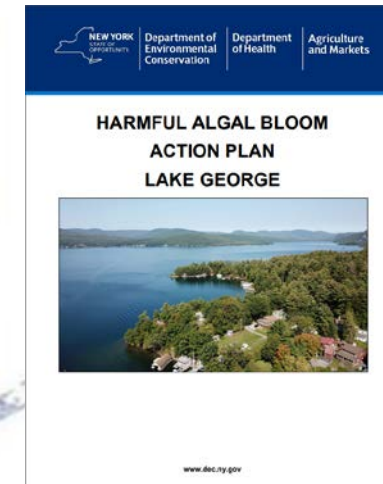 NEW YORK
STATE OF
OPPORTUNITY
Department of
Environmental
Conservation
Department
of Health
Agriculture
and Markets
HARMFUL ALGAL BLOOM
ACTION PLAN
LAKE GEORGE
www.dec.ny.gov